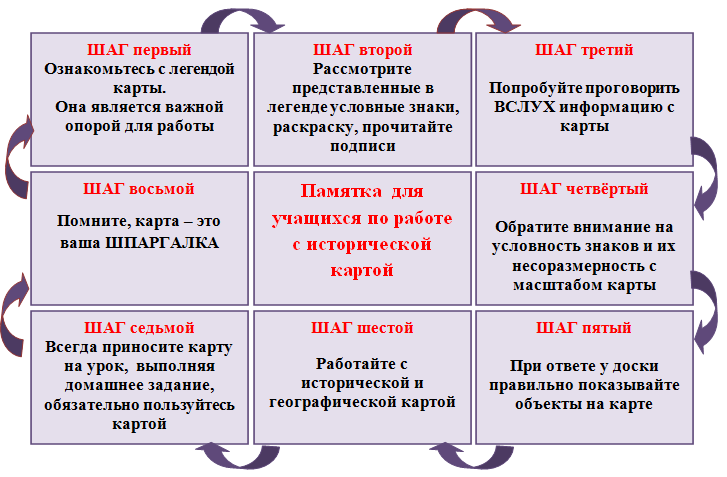 ШАГ первый
Ознакомьтесь с легендой
карты.
Она является важной
опорой для работы
ШАГ второй
Рассмотрите
представленные в
легенде условные знаки,
раскраску, прочитайте
подписи
ШАГ третий
Попробуйте проговорить
ВСЛУХ информацию с
карты
ШАГ восьмой
Помните, карта – это
ваша ШПАРГАЛКА
Памятка для
учащихся по работе
с исторической
картой
ШАГ четвёртый
Обратите внимание на
условность знаков и их
несоразмерность с
масштабом карты
ШАГ седьмой
Всегда приносите карту
на урок, выполняя
домашнее задание,
обязательно пользуйтесь
картой
ШАГ шестой
Работайте с
исторической и
географической картой
ШАГ пятый
При ответе у доски
правильно показывайте
объекты на карте